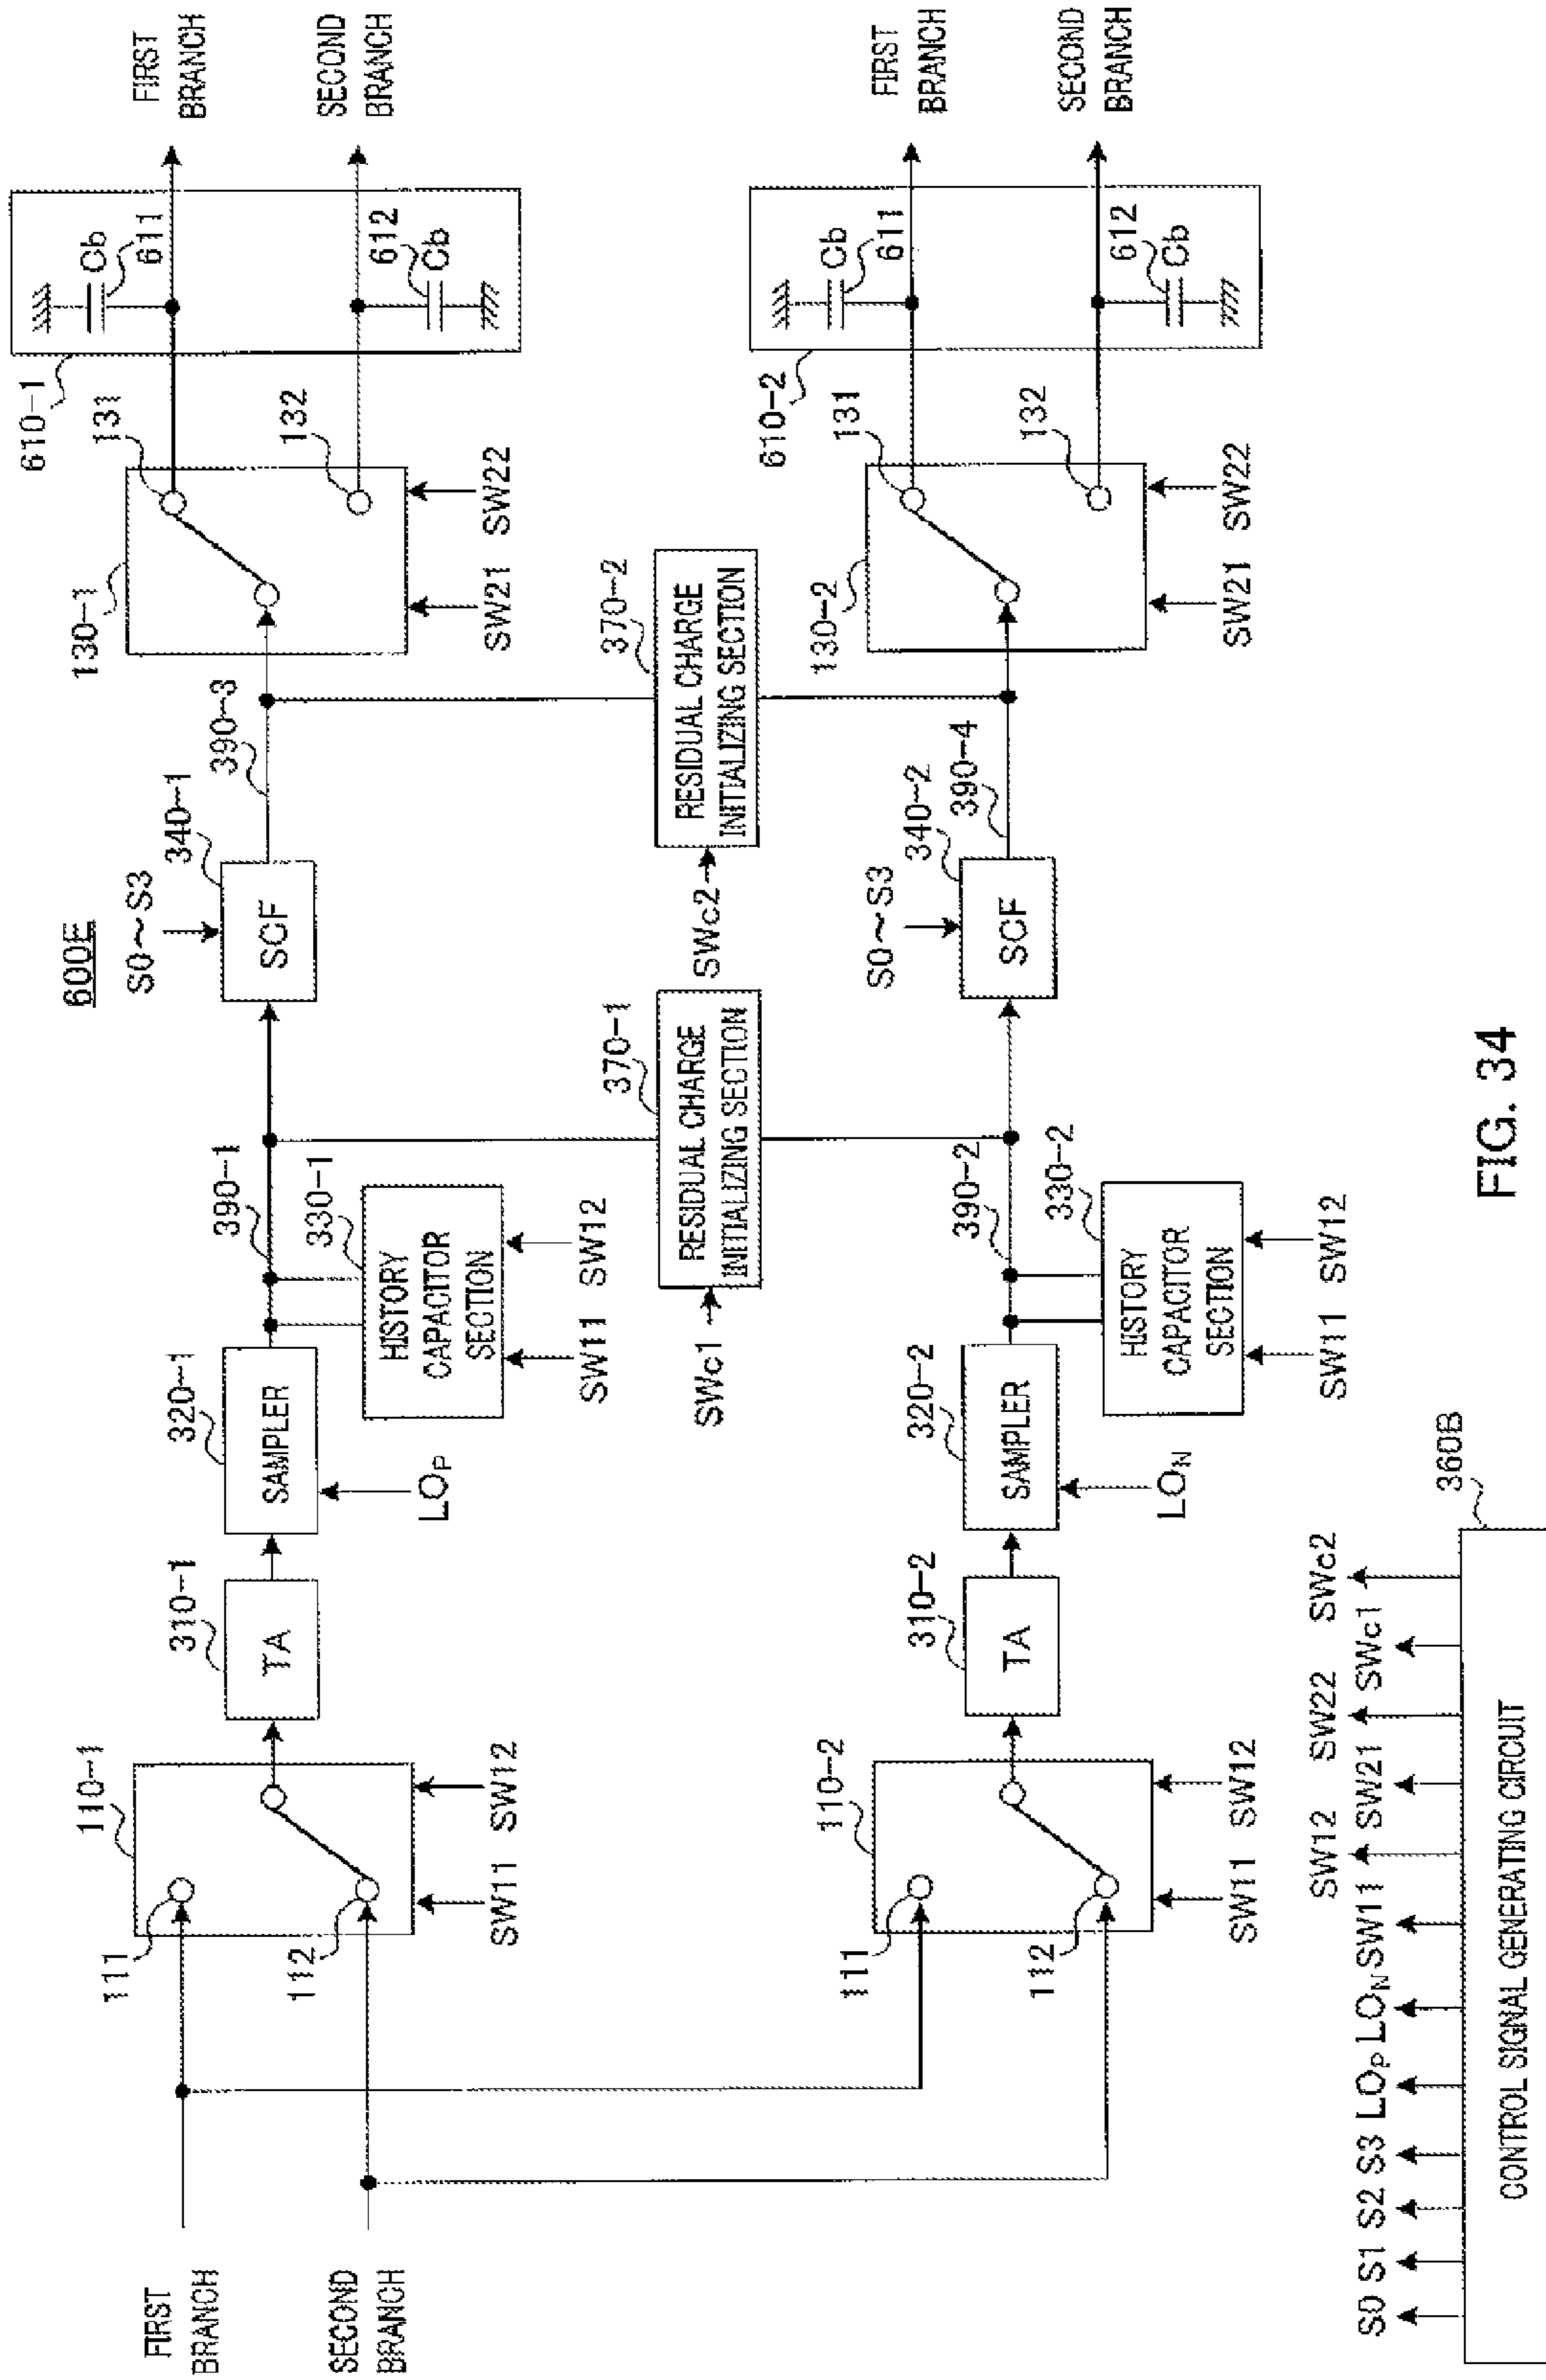 600E
FIRST
BRANCH
SECOND
BRANCH
111
112
110-1
SW11 SW12
310-1
TA
320-1
SAMPLER
LOP
390-1
330-1
HISTORY
CAPACITOR
SECTION
SW11 SW12
S0~S3
340-1
SCF
390-3
130-1
131
132
SW21 SW22
610-1
Cb
611
612
Cb
FIRST
BRANCH
SECOND
BRANCH
SWc1
370-1
RESIDUAL CHARGE
INITIALIZING SECTION
SWc2
370-2
RESIDUAL CHARGE
INITIALIZING SECTION
111
112
110-2
SW11 SW12
310-2
TA
320-2
SAMPLER
LON
390-2
330-2
HISTORY
CAPACITOR
SECTION
SW11 SW12
S0~S3
340-2
SCF
390-4
130-2
131
132
SW21 SW22
610-2
Cb
611
612
Cb
FIRST
BRANCH
SECOND
BRANCH
S0 S1 S2 S3 LOP LON SW11 SW12 SW21 SW22 SWc1 SWc2
360B
CONTROL SIGNAL GENERATING CIRCUIT
FIG. 34